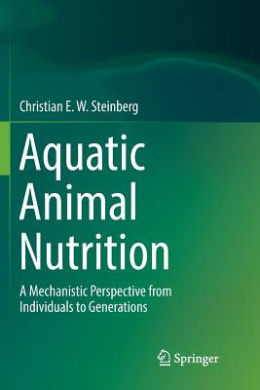 Christian E. W. Steinberg
Aquatic
Animal
Nutrition
A Mechanistic Perspective from
Individuals to Generations
Springer